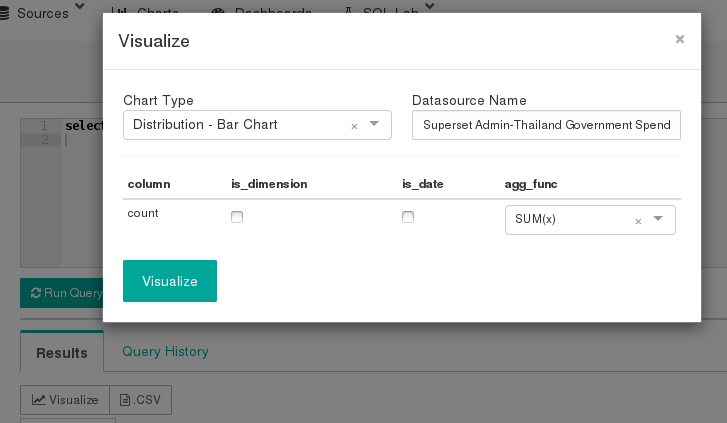 Sources
Charts
Dashboards
SQL Lab
Visualize
×
Chart Type
Datasource Name
Distribution - Bar Chart
×
Superset Admin-Thailand Government Spend
1 select
2
column is_dimension is_date agg_func
count
SUM(x)
×
Visualize
Run Query
Results
Query History
Visualize
.CSV